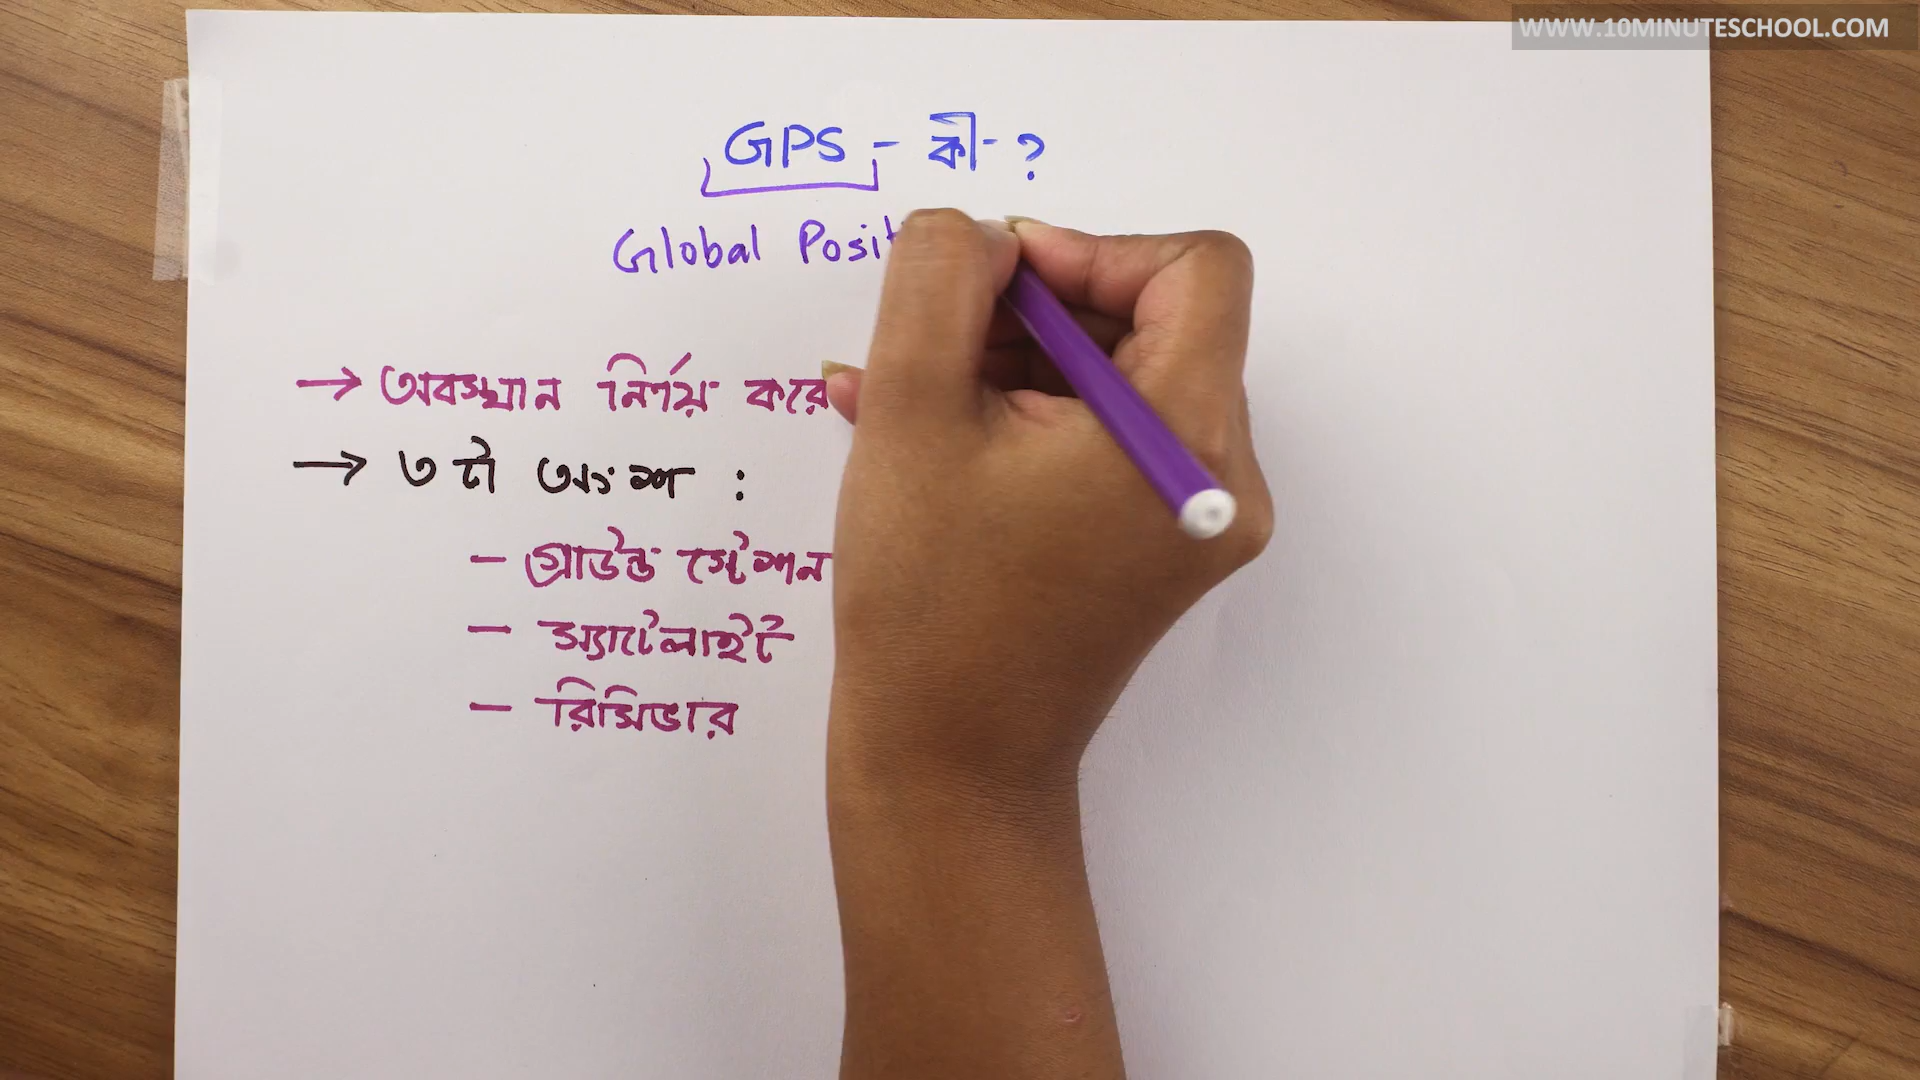 WWW.10MINUTESCHOOL.COM
GPS - কী - ?
Global Posit
→ অবস্থান নির্ণয় করে
→ ৩ টা অংশ :
- গ্রাউন্ড স্টেশন
- স্যাটেলাইট
- রিসিভার